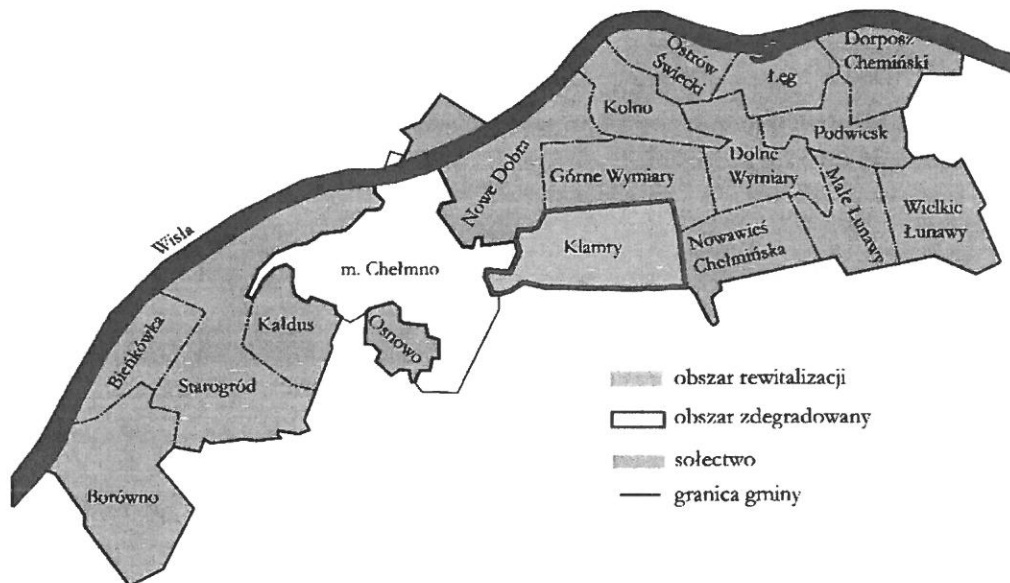 Ostrów
Świecki
Łęg
Dorposz
Chemiński
Kolno
Podwiesk
Nowe Dobra
Górne Wymiary
Dolne
Wymiary
Małe Łunawy
Wielkie
Łunawy
Wisła
Klamry
Nowawieś
Chełmińska
m. Chełmno
Kałdus
Osnowo
Bieńkówka
Starogród
Borówno
obszar rewitalizacji
obszar zdegradowany
sołectwo
granica gminy